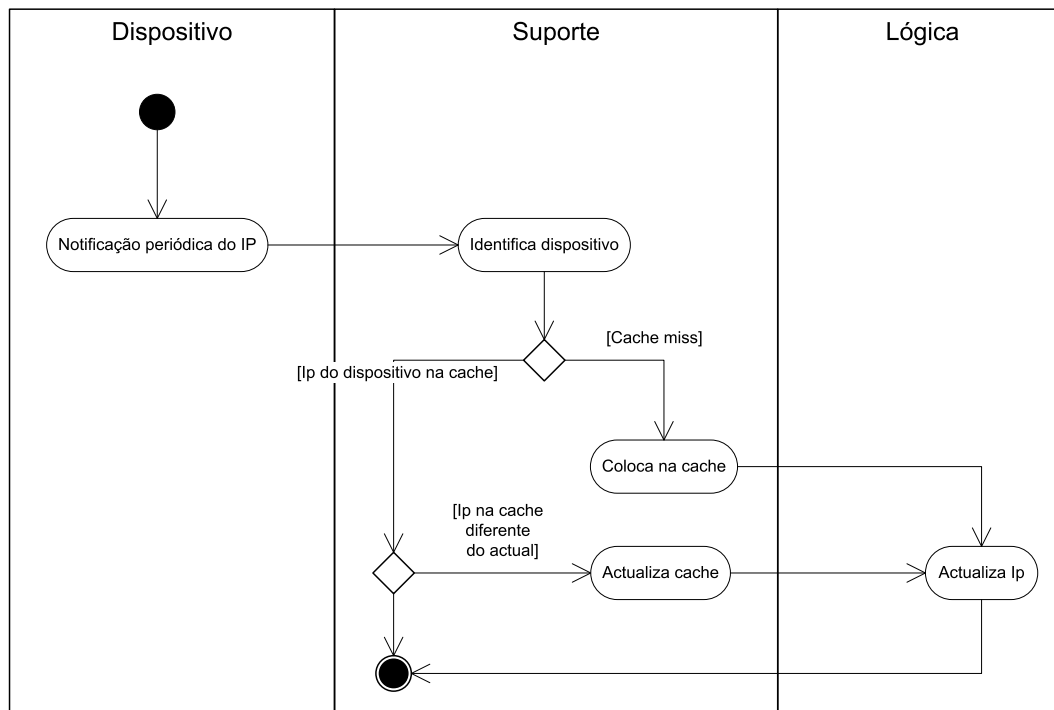 Dispositivo
Suporte
Lógica
Notificação periódica do IP
Identifica dispositivo
[Cache miss]
[Ip do dispositivo na cache]
Coloca na cache
[Ip na cache
diferente
do actual]
Actualiza cache
Actualiza Ip